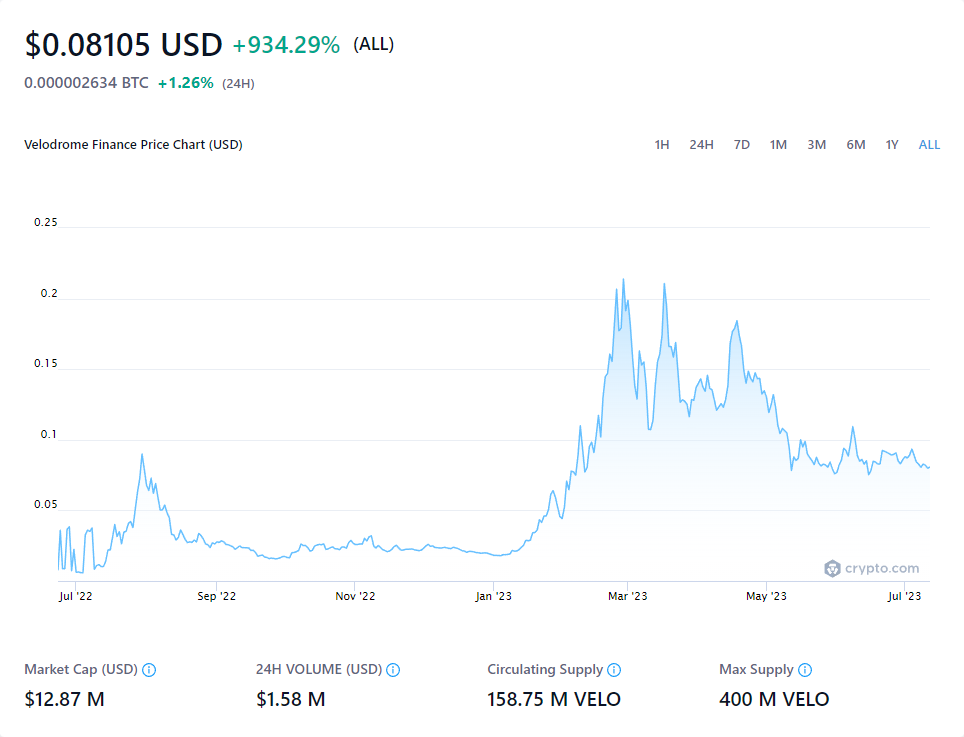 $0.08105 USD +934.29% (ALL)
0.000002634 BTC +1.26% (24H)
Velodrome Finance Price Chart (USD) 1H 24H 7D 1M 3M 6M 1Y ALL
0.25
0.2
0.15
0.1
0.05
crypto.com
Jul '22 Sep '22 Nov '22 Jan '23 Mar '23 May '23 Jul '23
Market Cap (USD) 24H VOLUME (USD) Circulating Supply Max Supply
$12.87 M $1.58 M 158.75 M VELO 400 M VELO